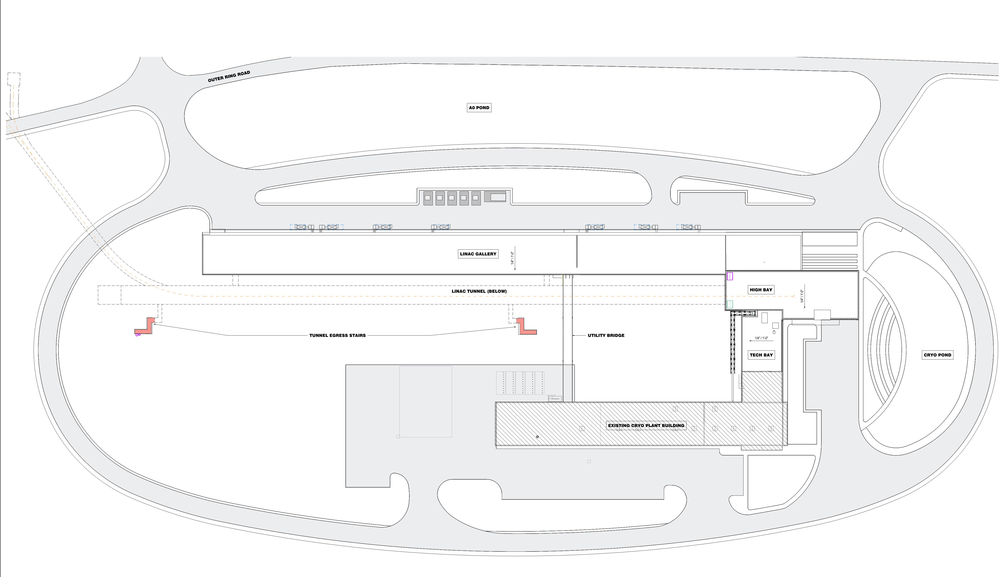 OUTER RING ROAD
A0 POND
LINAC GALLERY
1/4" / 1'-0"
LINAC TUNNEL (BELOW)
HIGH BAY
1/4" / 1'-0"
TUNNEL EGRESS STAIRS
UTILITY BRIDGE
1/4" / 1'-0"
TECH BAY
CRYO POND
EXISTING CRYO PLANT BUILDING